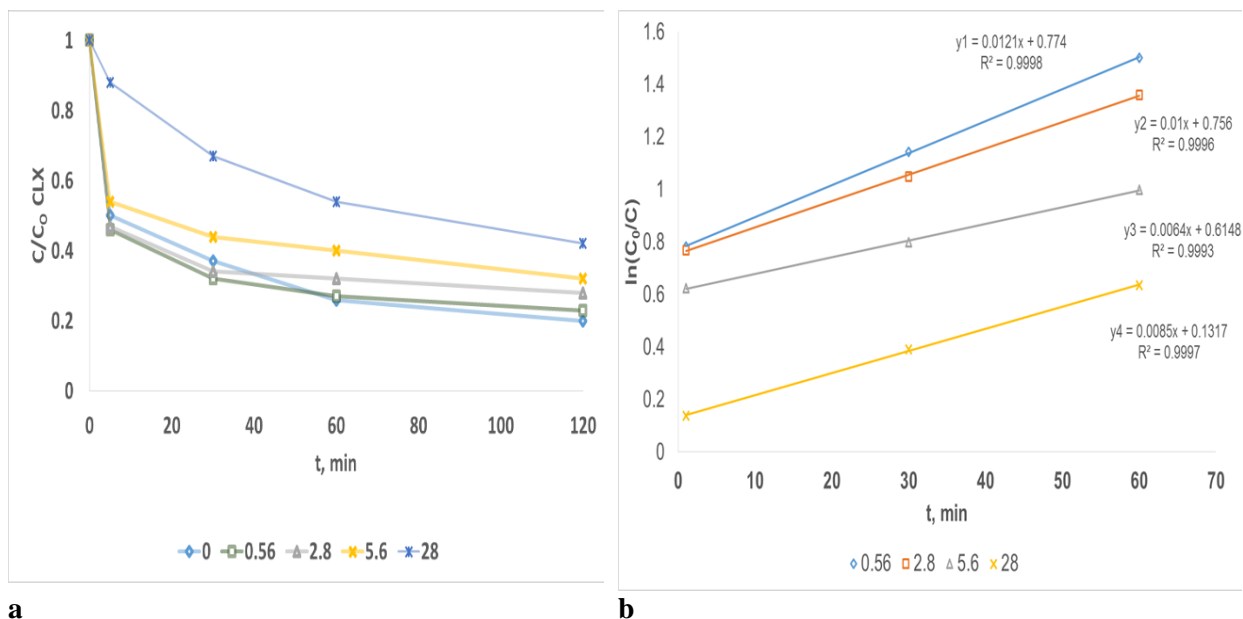 1
0.8
0.6
0.4
0.2
0
C/C₀ CLX
0 20 40 60 80 100 120
t, min
0 0.56 2.8 5.6 28
a
1.6
1.4
1.2
1
0.8
0.6
0.4
0.2
0
ln(C₀/C)
y1 = 0.0121x + 0.774
R² = 0.9998
y2 = 0.01x + 0.756
R² = 0.9996
y3 = 0.0064x + 0.6148
R² = 0.9993
y4 = 0.0085x + 0.1317
R² = 0.9997
0 10 20 30 40 50 60 70
t, min
0.56 2.8 5.6 28
b